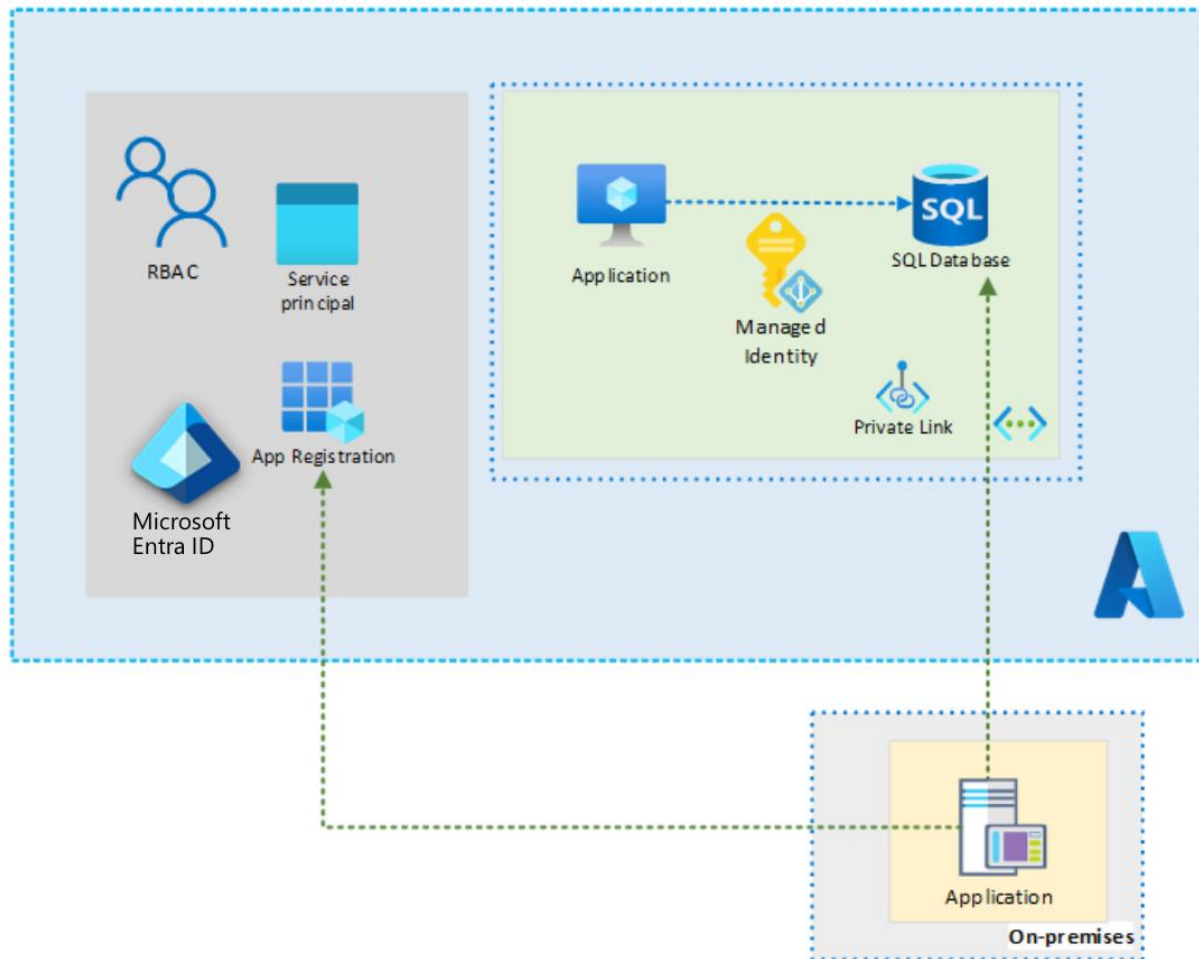 RBAC
Service
principal
Microsoft
Entra ID
App Registration
Application
Managed
Identity
SQL
SQL Database
Private Link
Application
On-premises